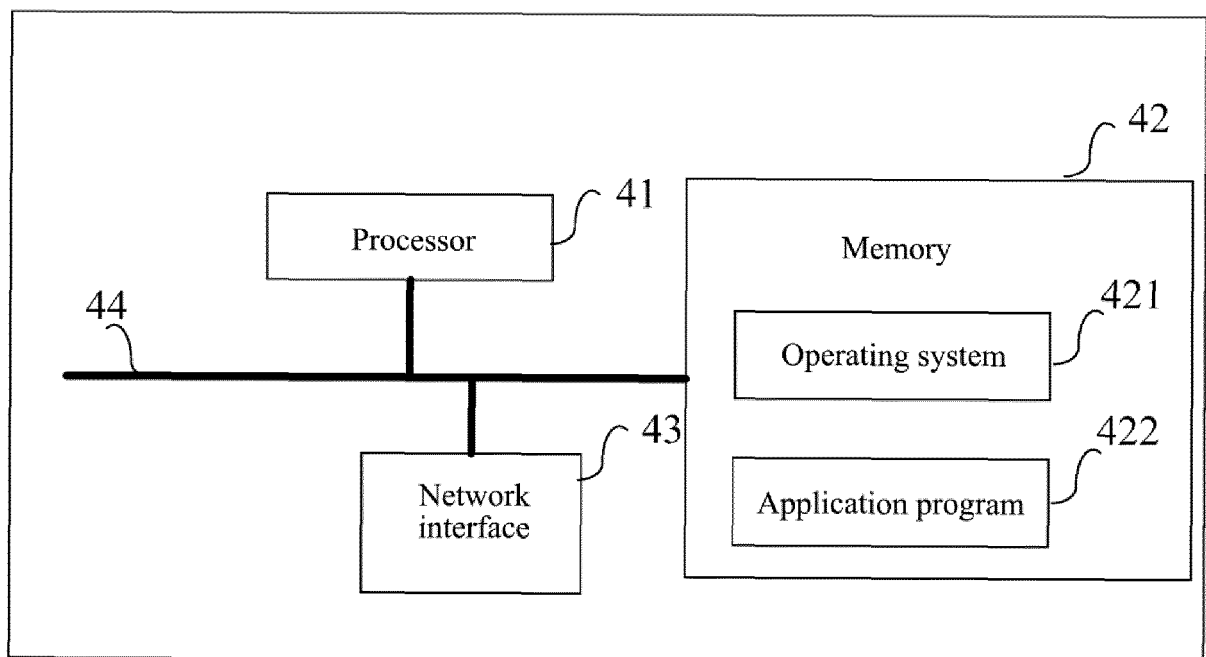 42
41
Processor
Memory
44
421
Operating system
43
422
Network
interface
Application program